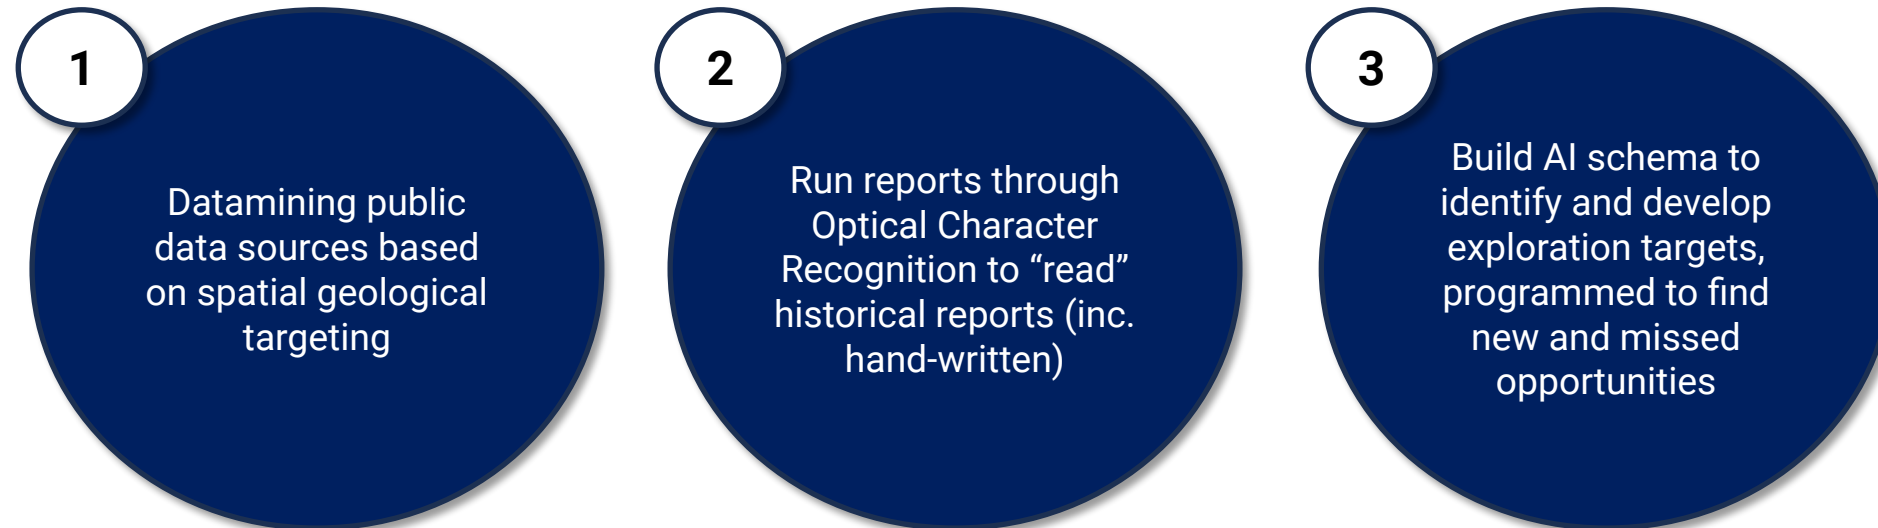 1
Datamining public
data sources based
on spatial geological
targeting
2
Run reports through
Optical Character
Recognition to “read”
historical reports (inc.
hand-written)
3
Build AI schema to
identify and develop
exploration targets,
programmed to find
new and missed
opportunities